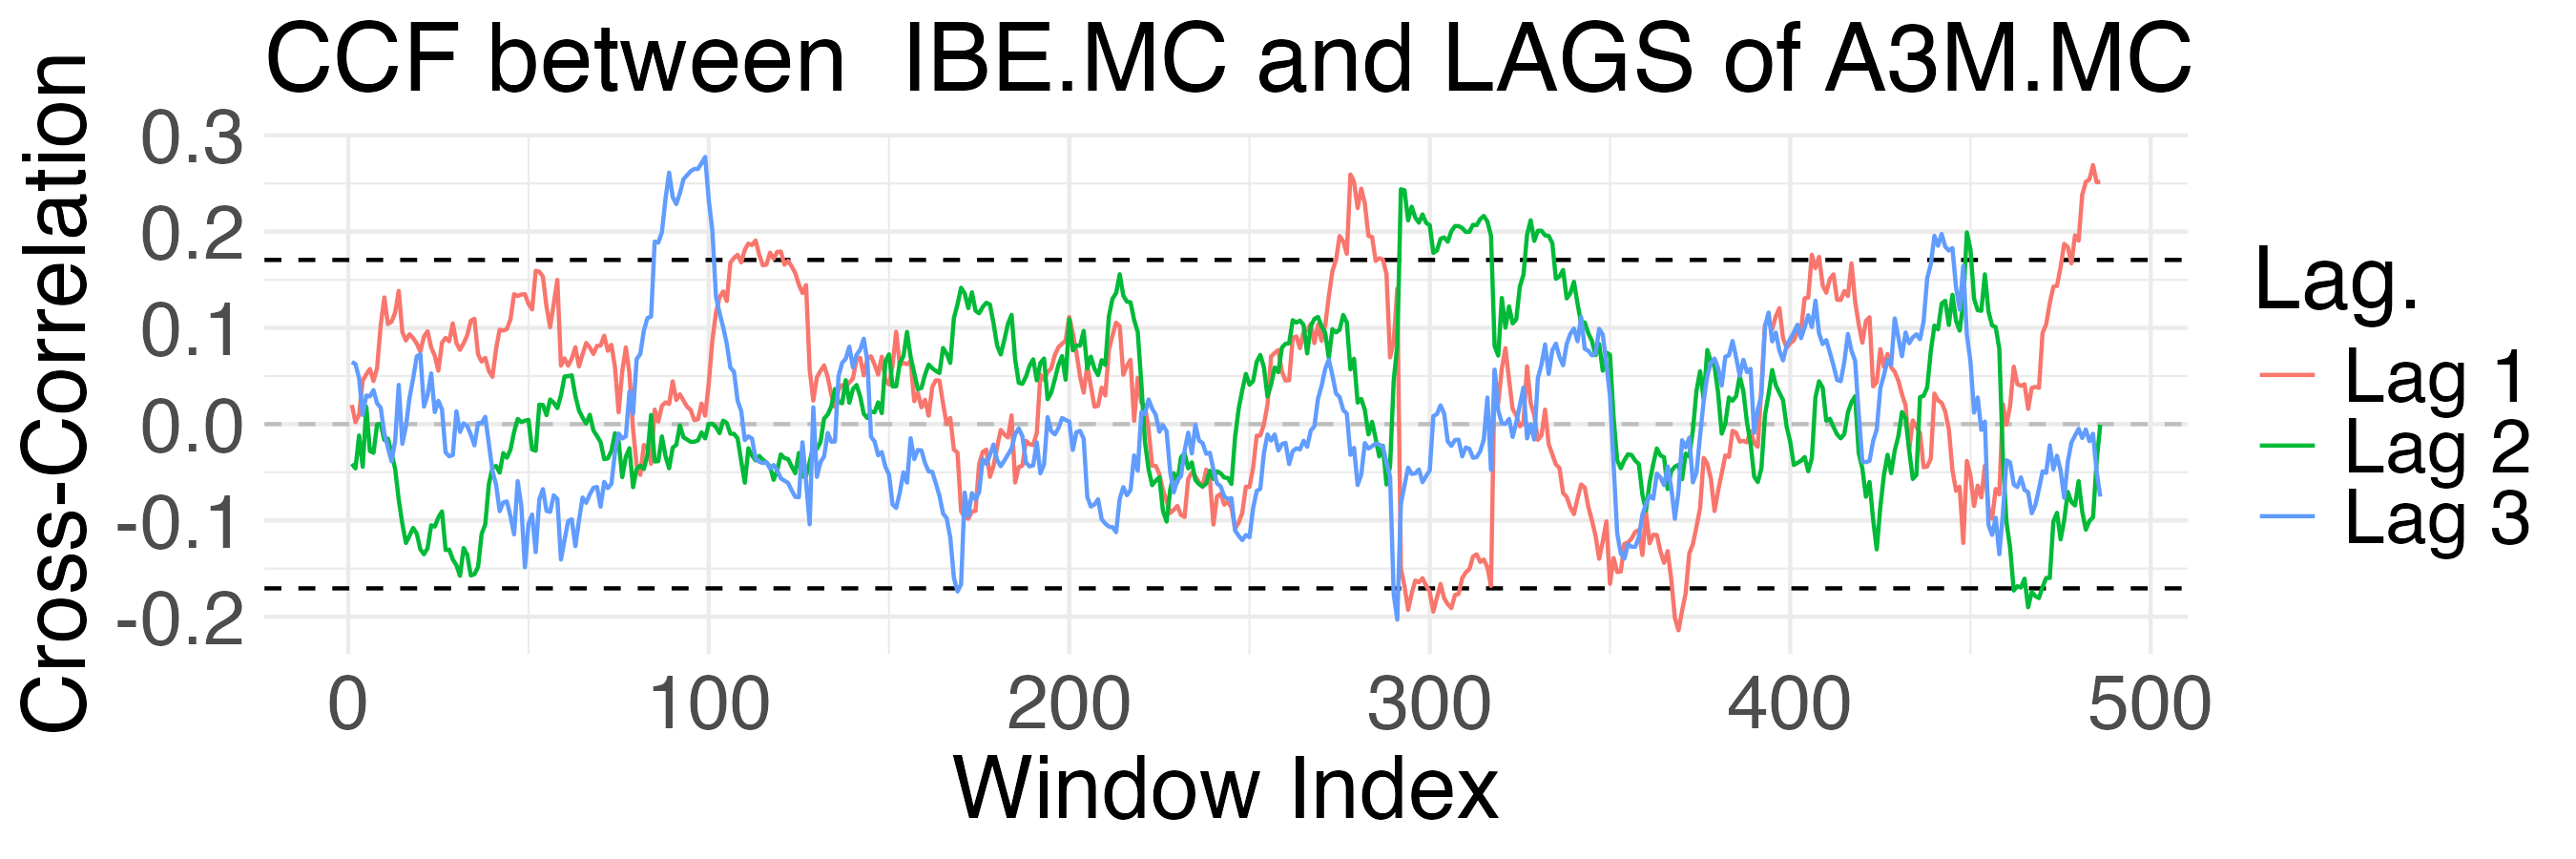 CCF between  IBE.MC and LAGS of A3M.MC
Cross-Correlation
0.3
0.2
0.1
0.0
-0.1
-0.2
0 100 200 300 400 500
Window Index
Lag.
Lag 1
Lag 2
Lag 3